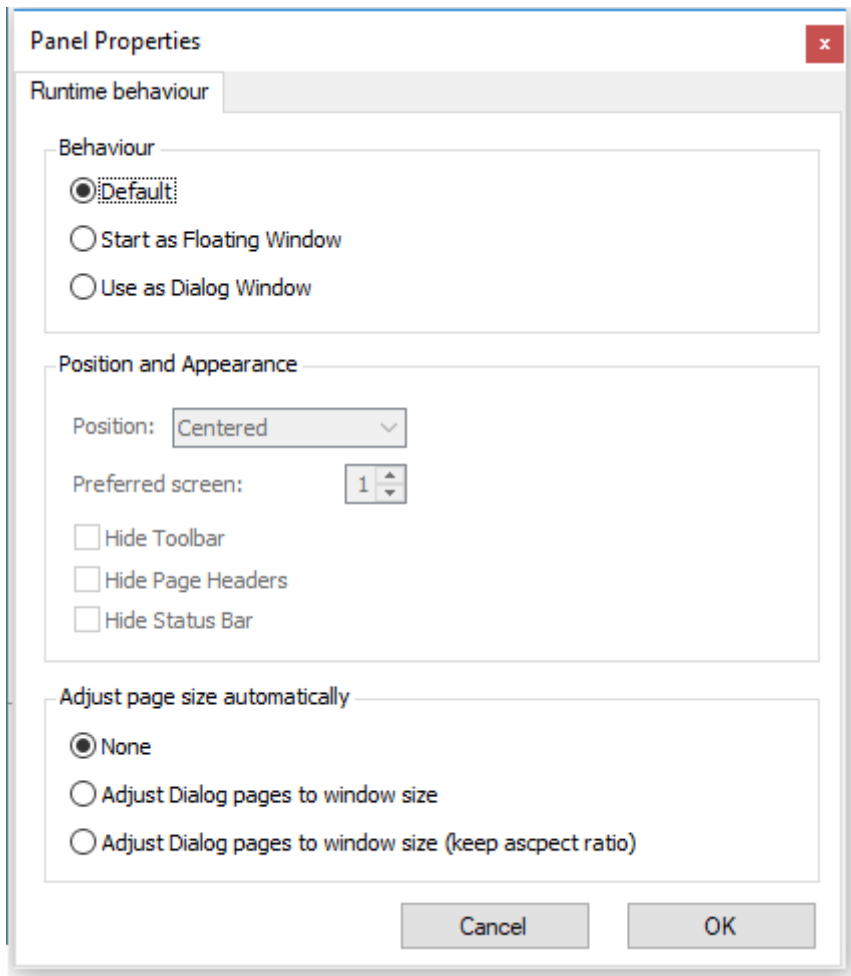 Panel Properties
x
Runtime behaviour
Behaviour
Default
Start as Floating Window
Use as Dialog Window
Position and Appearance
Position: Centered
Preferred screen: 1
Hide Toolbar
Hide Page Headers
Hide Status Bar
Adjust page size automatically
None
Adjust Dialog pages to window size
Adjust Dialog pages to window size (keep ascpect ratio)
Cancel OK